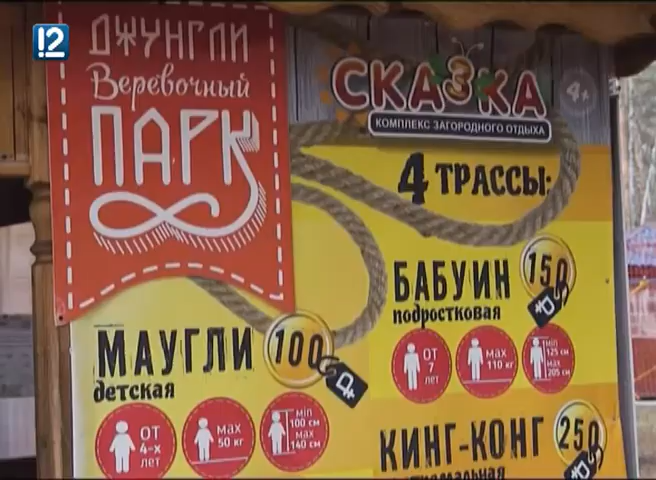 12
ДЖУНГЛИ
Веревочный
ПАРК
СКАЗКА
КОМПЛЕКС ЗАГОРОДНОГО ОТДЫХА
4+
4 ТРАССЫ:
БАБУИН
150
подростковая
ОТ
7
лет
MAX
110 кг
min
125 см
max
205 см
МАУГЛИ
100
детская
ОТ
4-х
лет
MAX
50 кг
min
100 см
max
140 см
КИНГ-КОНГ
250